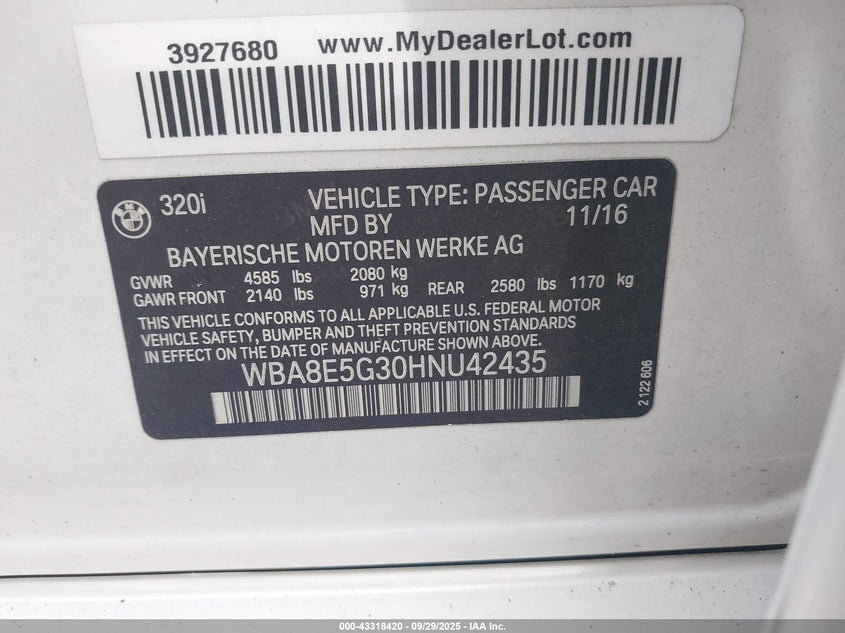 3927680 www.MyDealerLot.com
320i VEHICLE TYPE: PASSENGER CAR
MFD BY 11/16
BAYERISCHE MOTOREN WERKE AG
GVWR 4585 lbs 2080 kg
GAWR FRONT 2140 lbs 971 kg REAR 2580 lbs 1170 kg
THIS VEHICLE CONFORMS TO ALL APPLICABLE U.S. FEDERAL MOTOR
VEHICLE SAFETY, BUMPER AND THEFT PREVENTION STANDARDS
IN EFFECT ON THE DATE OF MANUFACTURE SHOWN ABOVE.
WBA8E5G30HNU42435
2 122 606
000-43318420 - 09/29/2025 - IAA Inc.